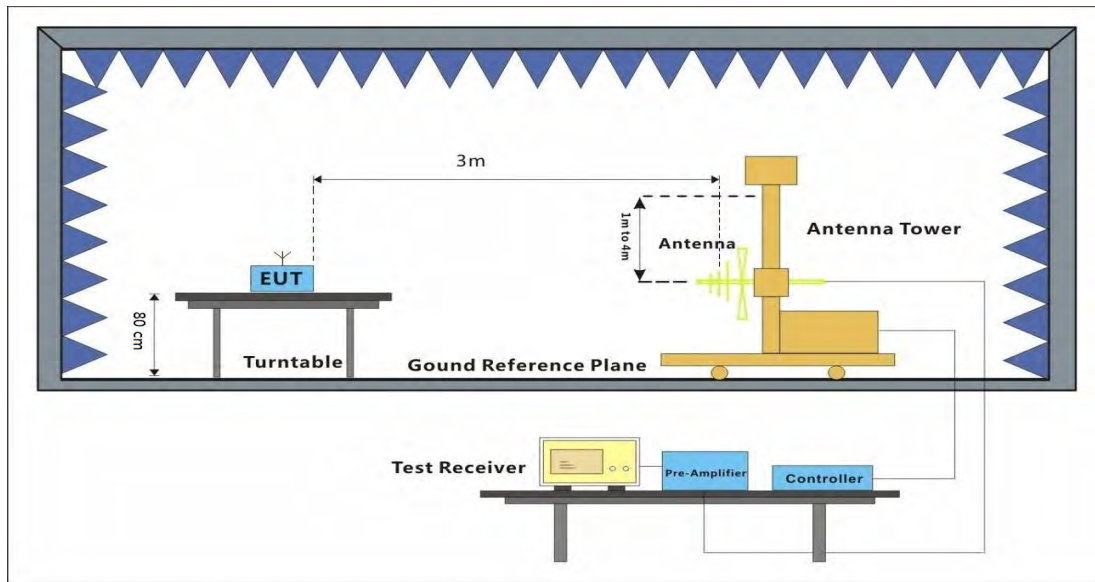 3m
1m to 4m
Antenna
Antenna Tower
EUT
80 cm
Turntable
Gound Reference Plane
Test Receiver
Pre-Amplifier
Controller